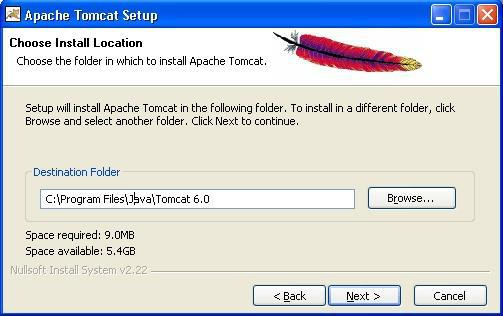 Apache Tomcat Setup
Choose Install Location
Choose the folder in which to install Apache Tomcat.
Setup will install Apache Tomcat in the following folder. To install in a different folder, click
Browse and select another folder. Click Next to continue.
Destination Folder
C:\Program Files\Java\Tomcat 6.0
Browse...
Space required: 9.0MB
Space available: 5.4GB
Nullsoft Install System v2.22
< Back
Next >
Cancel